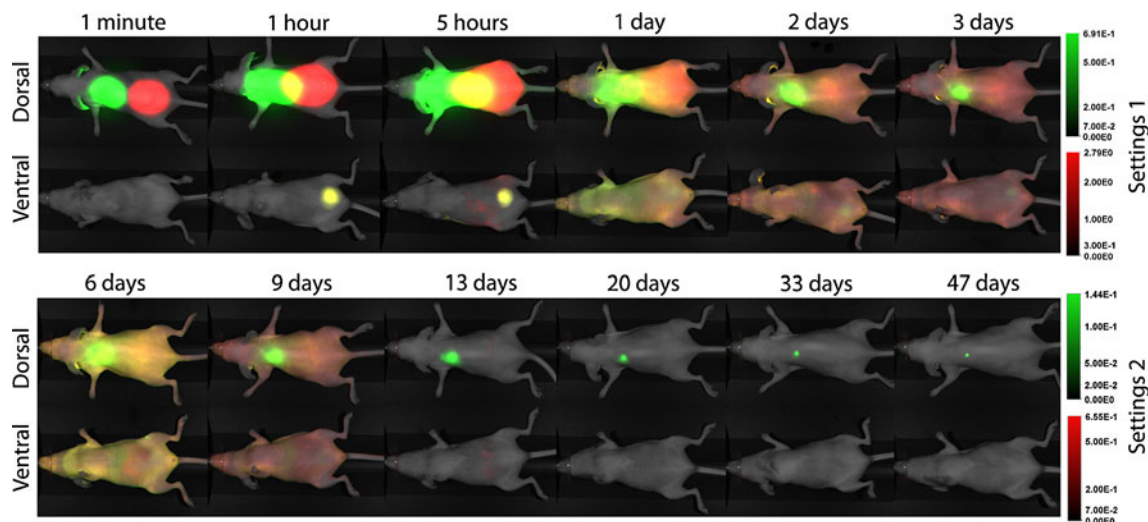 1 minute 1 hour 5 hours 1 day 2 days 3 days
Dorsal
Ventral
6.91E-1
5.00E-1
2.00E-1
7.00E-2
0.00E0
2.79E0
2.00E0
1.00E0
3.00E-1
0.00E0
Settings 1
6 days 9 days 13 days 20 days 33 days 47 days
Dorsal
Ventral
1.44E-1
1.00E-1
5.00E-2
2.00E-2
0.00E0
6.55E-1
5.00E-1
2.00E-1
7.00E-2
0.00E0
Settings 2